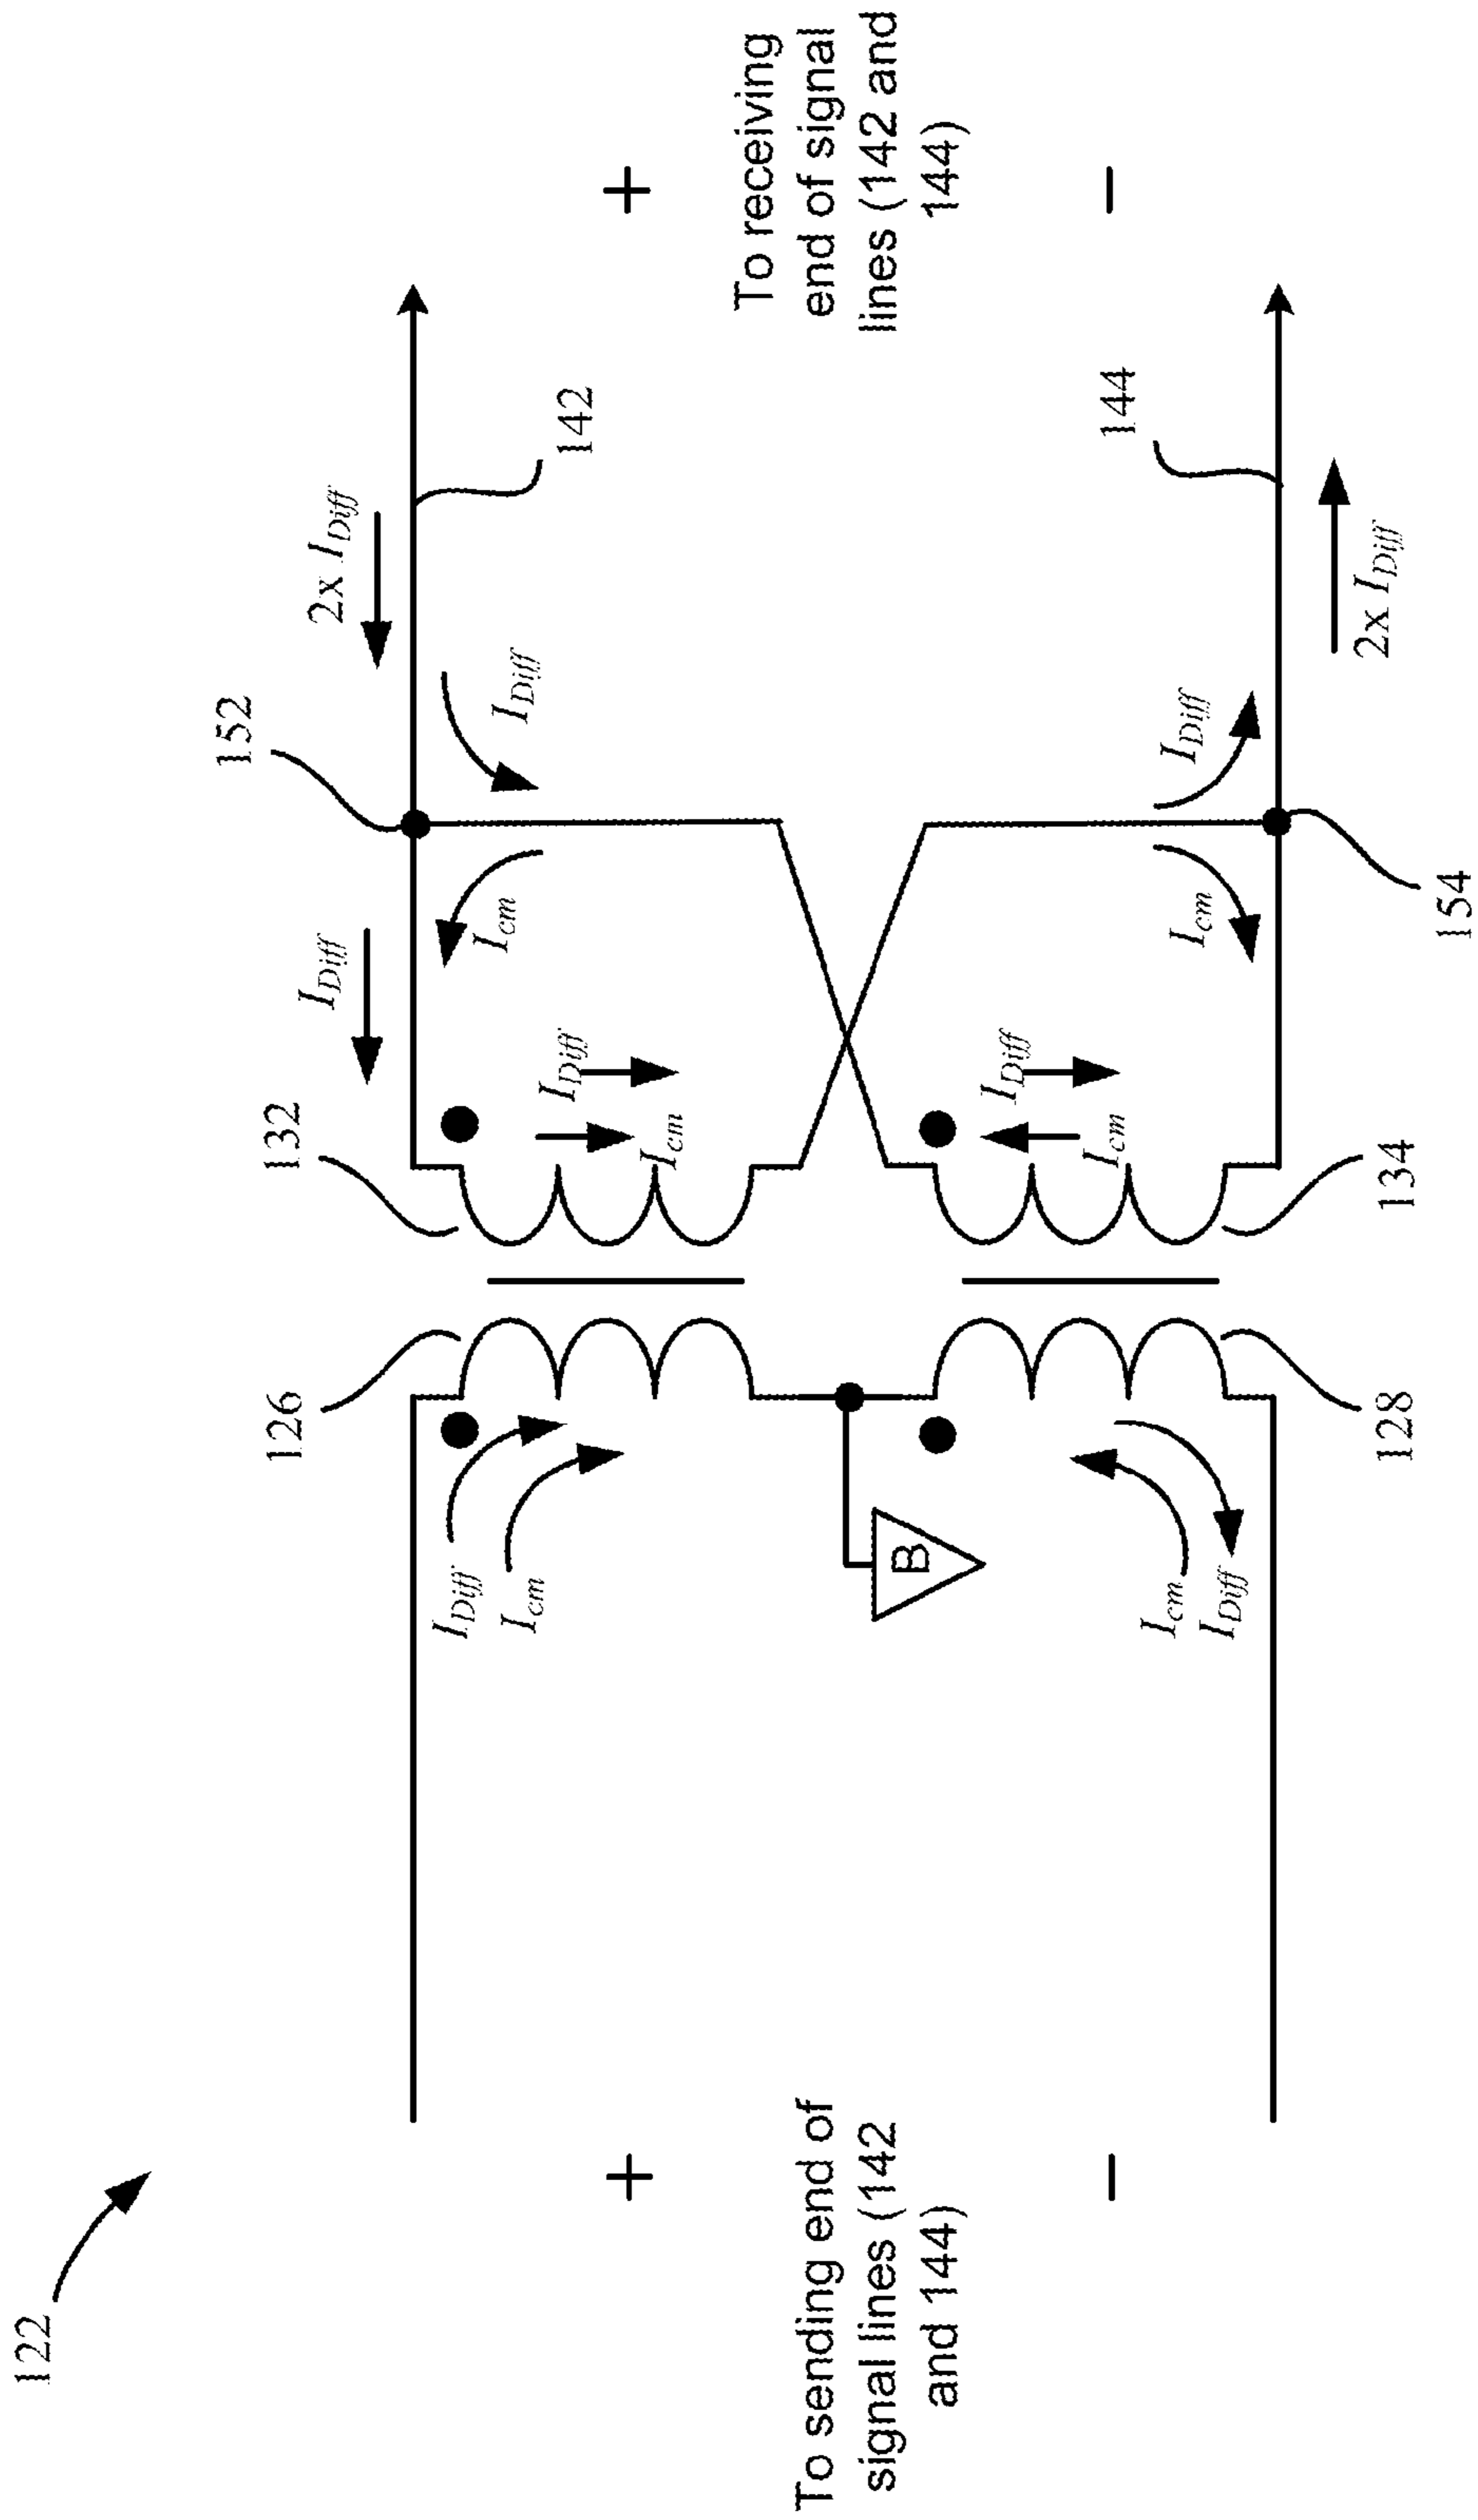 122
To sending end of
signal lines (142
and 144)
+
−
126
I_Diff
I_cm
B
I_cm
I_Diff
128
132
I_Diff
152
2x I_Diff
I_Diff
I_cm
I_Diff
I_cm
142
I_Diff
I_cm
I_cm
I_Diff
134
154
2x I_Diff
144
+
−
To receiving
end of signal
lines (142 and
144)